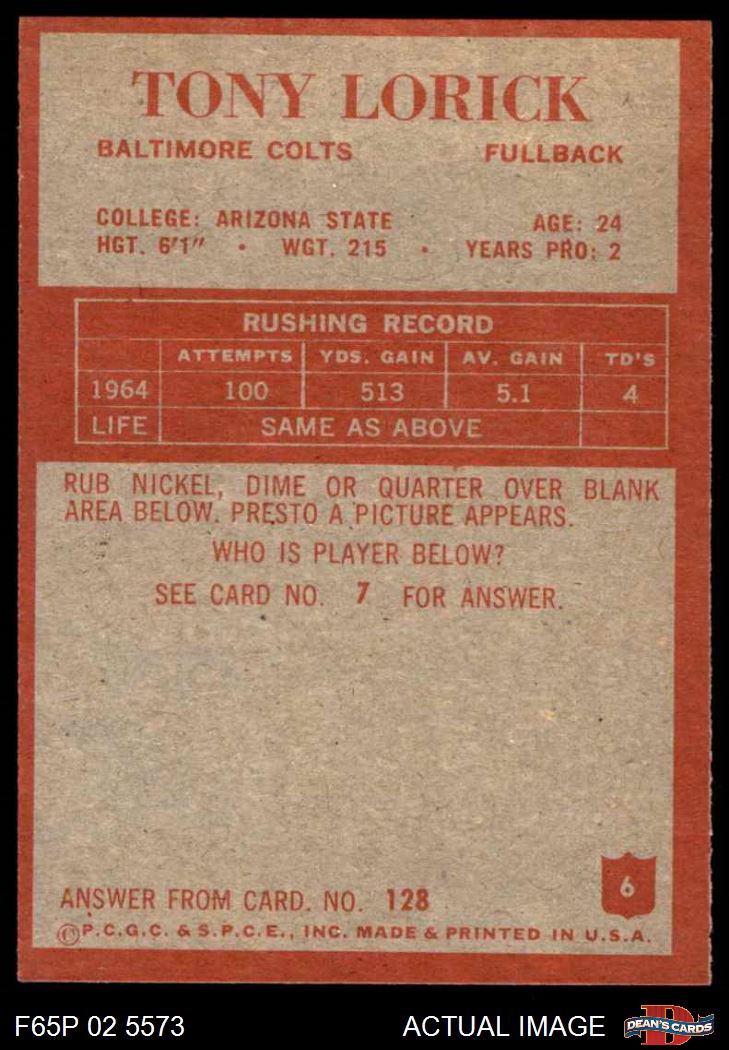 TONY LORICK
BALTIMORE COLTS FULLBACK
COLLEGE: ARIZONA STATE AGE: 24
HGT. 6'1" • WGT. 215 • YEARS PRO: 2
RUSHING RECORD
ATTEMPTS YDS. GAIN AV. GAIN TD'S
1964 100 513 5.1 4
LIFE SAME AS ABOVE
RUB NICKEL, DIME OR QUARTER OVER BLANK
AREA BELOW. PRESTO A PICTURE APPEARS.
WHO IS PLAYER BELOW?
SEE CARD NO. 7 FOR ANSWER.
6
ANSWER FROM CARD. NO. 128
©P.C.G.C. & S.P.C.E., INC. MADE & PRINTED IN U.S.A.
F65P 02 5573 ACTUAL IMAGE
D
DEAN'S CARDS